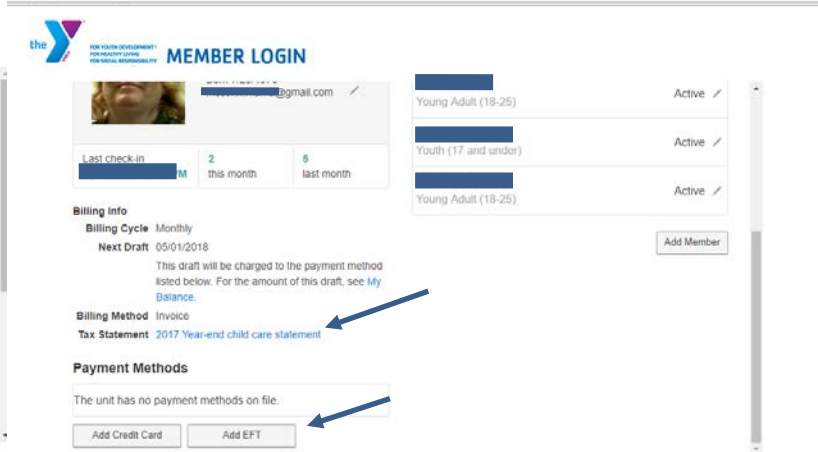 the
YMCA
FOR YOUTH DEVELOPMENT®
FOR HEALTHY LIVING
FOR SOCIAL RESPONSIBILITY
MEMBER LOGIN
@gmail.com
Last check-in
PM
2
this month
6
last month
Billing Info
Billing Cycle Monthly
Next Draft 05/01/2018
This draft will be charged to the payment method
listed below. For the amount of this draft, see My
Balance.
Billing Method Invoice
Tax Statement 2017 Year-end child care statement
Payment Methods
The unit has no payment methods on file.
Add Credit Card Add EFT
Young Adult (18-25) Active
Youth (17 and under) Active
Young Adult (18-25) Active
Add Member